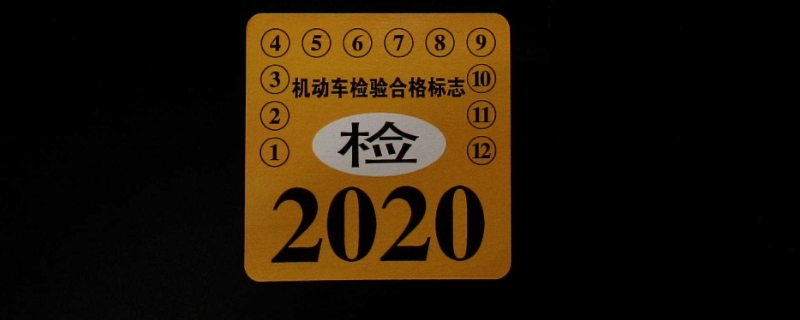 ④ ⑤ ⑥ ⑦ ⑧ ⑨
③ 机动车检验合格标志 ⑩
② ⑪
检
① ⑫
2020